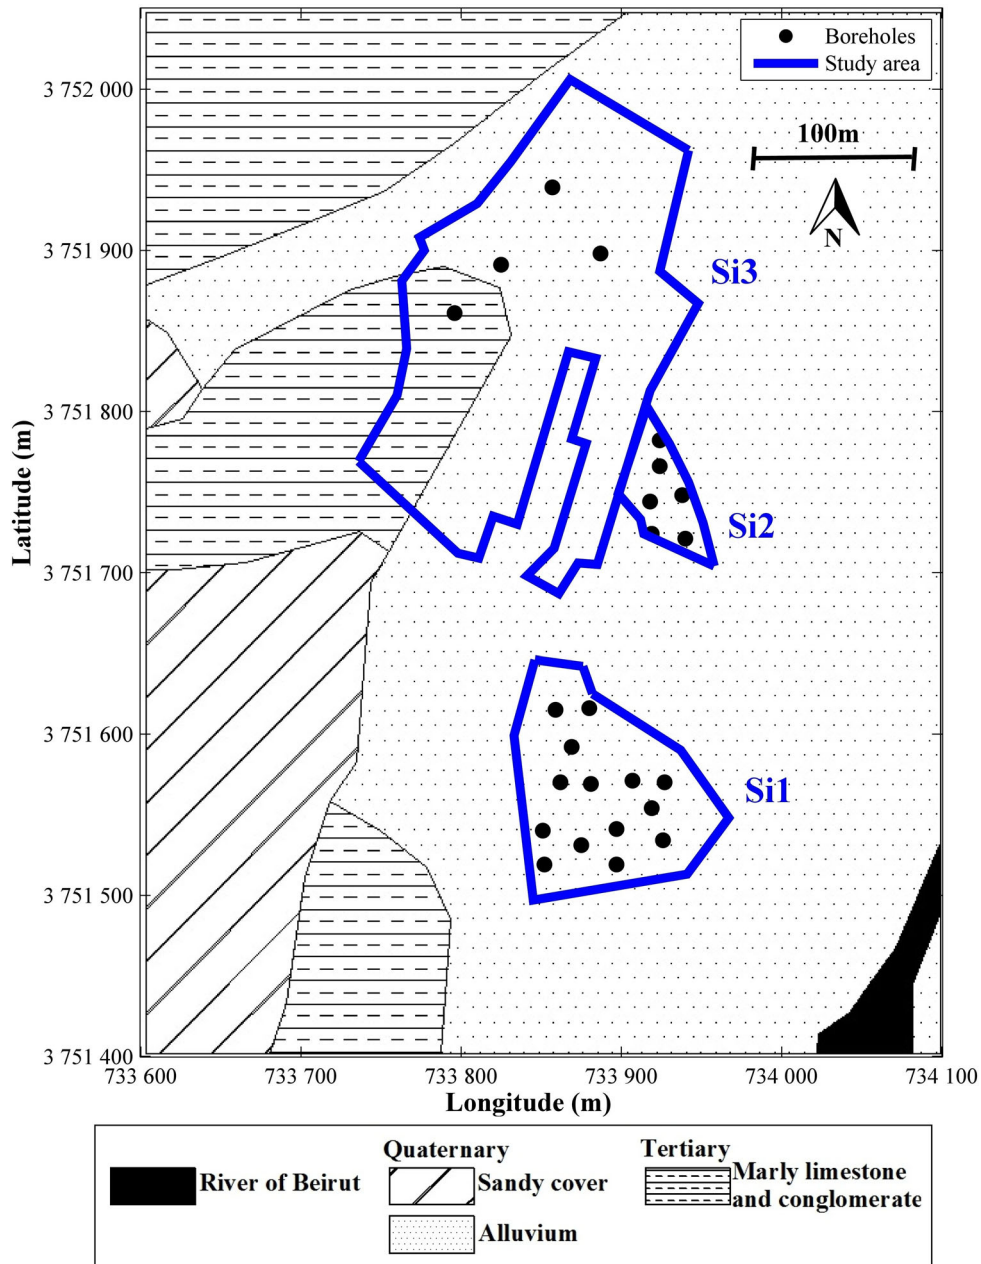 Boreholes
Study area
3 752 000
100m
3 751 900
N
Si3
3 751 800
Latitude (m)
Si2
3 751 700
3 751 600
Si1
3 751 500
3 751 400
733 600 733 700 733 800 733 900 734 000 734 100
Longitude (m)
Quaternary Tertiary
River of Beirut Sandy cover Marly limestone
and conglomerate
Alluvium